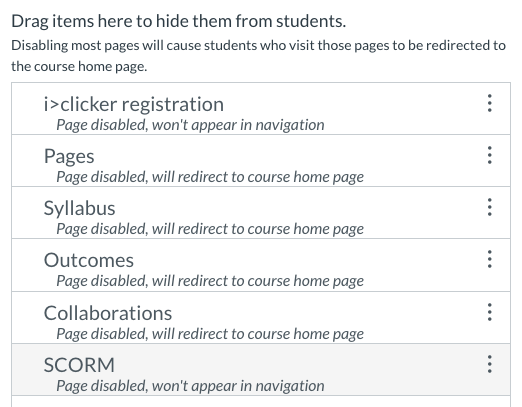 Drag items here to hide them from students.
Disabling most pages will cause students who visit those pages to be redirected to
the course home page.
i>clicker registration
Page disabled, won't appear in navigation
Pages
Page disabled, will redirect to course home page
Syllabus
Page disabled, will redirect to course home page
Outcomes
Page disabled, will redirect to course home page
Collaborations
Page disabled, will redirect to course home page
SCORM
Page disabled, won't appear in navigation